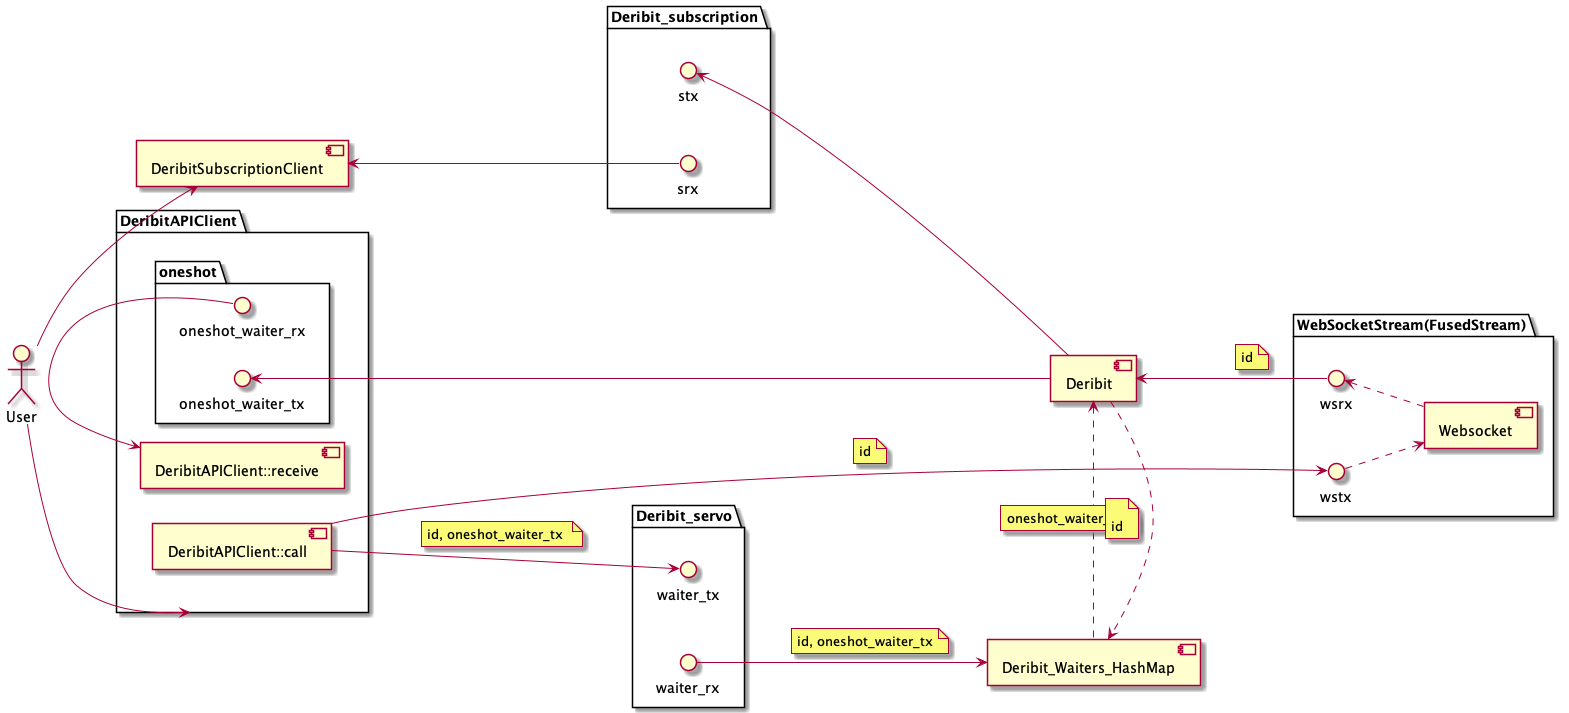 Deribit_subscription
stx
srx
DeribitSubscriptionClient
DeribitAPIClient
oneshot
oneshot_waiter_rx
oneshot_waiter_tx
User
DeribitAPIClient::receive
DeribitAPIClient::call
id, oneshot_waiter_tx
id
Deribit_servo
waiter_tx
waiter_rx
id, oneshot_waiter_tx
Deribit
oneshot_waiter_
id
Deribit_Waiters_HashMap
id
WebSocketStream(FusedStream)
wsrx
Websocket
wstx